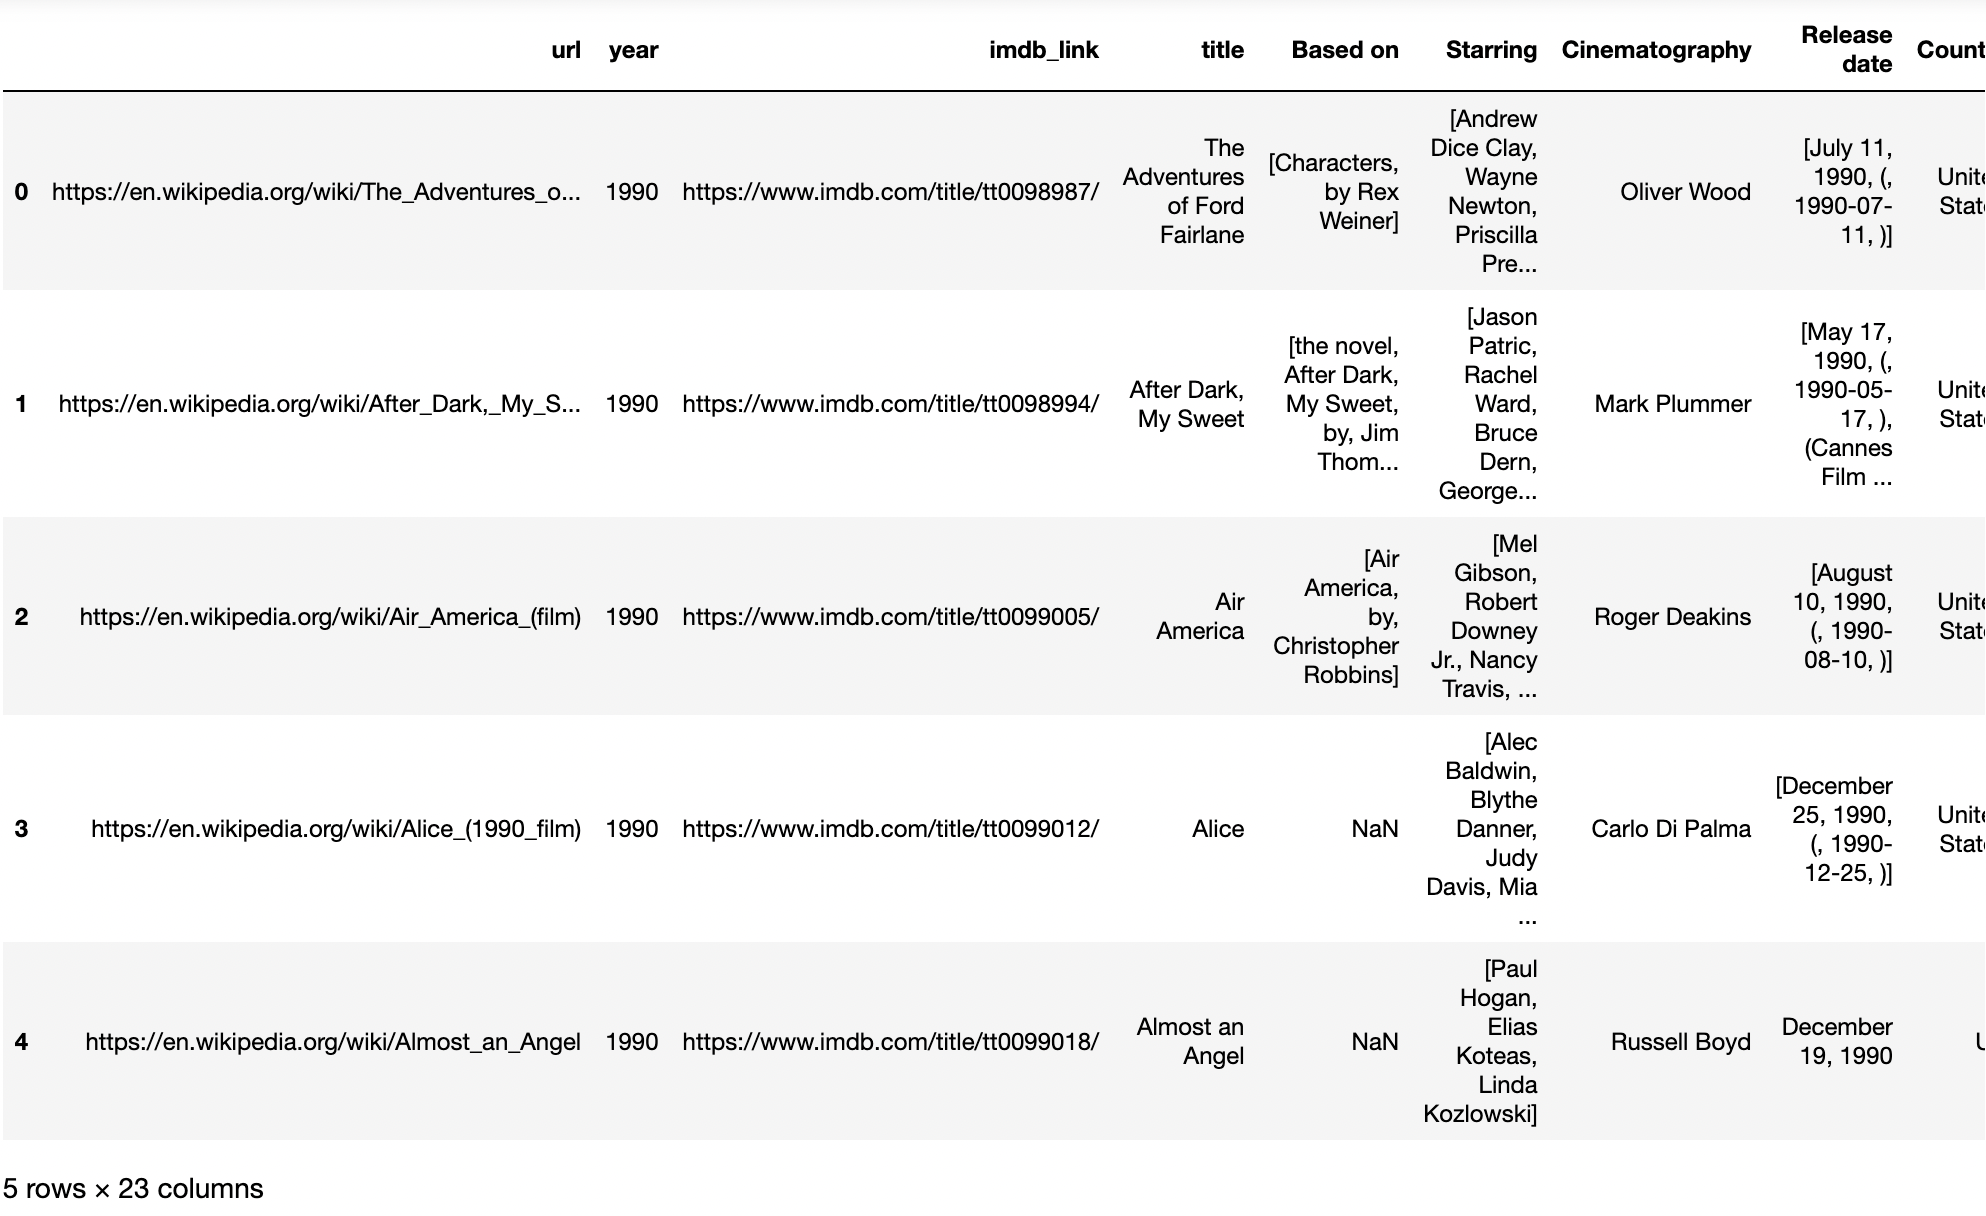 url year imdb_link title Based on Starring Cinematography Release date Count
0 https://en.wikipedia.org/wiki/The_Adventures_o... 1990 https://www.imdb.com/title/tt0098987/ The Adventures of Ford Fairlane [Characters, by Rex Weiner] [Andrew Dice Clay, Wayne Newton, Priscilla Pre... Oliver Wood [July 11, 1990, (, 1990-07-11, )] Unite State
1 https://en.wikipedia.org/wiki/After_Dark,_My_S... 1990 https://www.imdb.com/title/tt0098994/ After Dark, My Sweet [the novel, After Dark, My Sweet, by, Jim Thom... [Jason Patric, Rachel Ward, Bruce Dern, George... Mark Plummer [May 17, 1990, (, 1990-05-17, ), (Cannes Film ... Unite State
2 https://en.wikipedia.org/wiki/Air_America_(film) 1990 https://www.imdb.com/title/tt0099005/ Air America [Air America, by, Christopher Robbins] [Mel Gibson, Robert Downey Jr., Nancy Travis, ... Roger Deakins [August 10, 1990, (, 1990-08-10, )] Unite State
3 https://en.wikipedia.org/wiki/Alice_(1990_film) 1990 https://www.imdb.com/title/tt0099012/ Alice NaN [Alec Baldwin, Blythe Danner, Judy Davis, Mia ... Carlo Di Palma [December 25, 1990, (, 1990-12-25, )] Unite State
4 https://en.wikipedia.org/wiki/Almost_an_Angel 1990 https://www.imdb.com/title/tt0099018/ Almost an Angel NaN [Paul Hogan, Elias Koteas, Linda Kozlowski] Russell Boyd December 19, 1990 U
5 rows × 23 columns